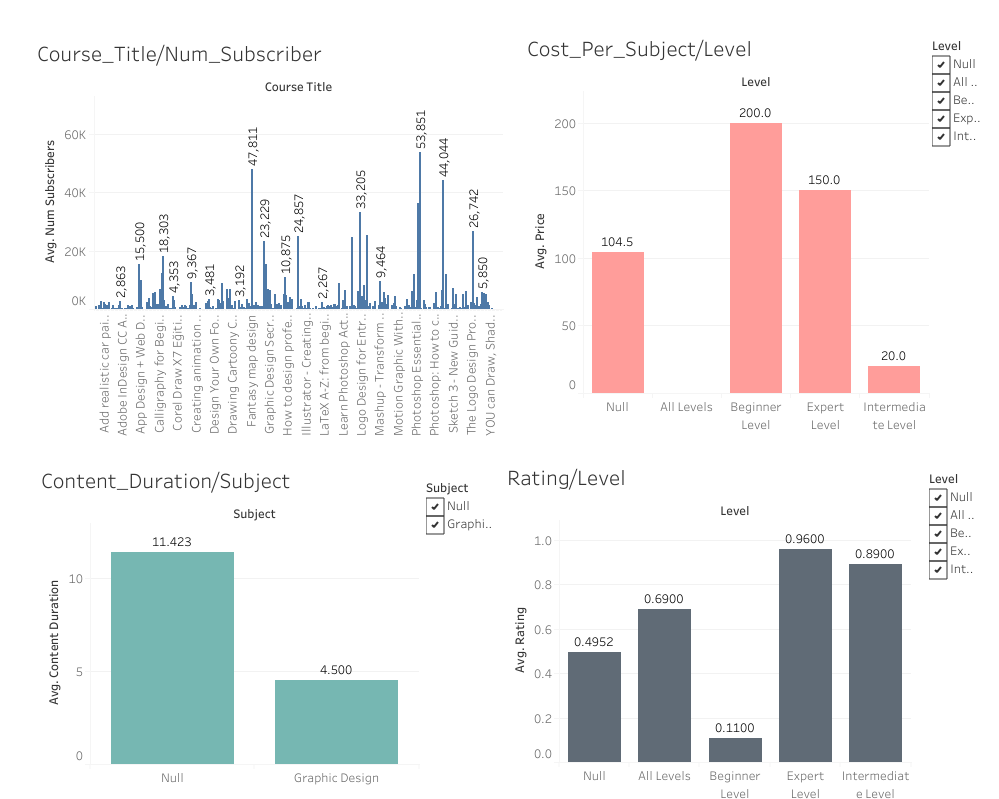 Course_Title/Num_Subscriber
Course Title
Avg. Num Subscribers
60K
40K
20K
0K
2,863
15,500
18,303
4,353
9,367
3,481
3,192
47,811
23,229
10,875
24,857
2,267
33,205
9,464
53,851
44,044
26,742
5,850
Add realistic car pai..
Adobe InDesign CC A..
App Design + Web D..
Calligraphy for Begi..
Corel Draw X7 Eğiti..
Creating animation ..
Design Your Own Fo..
Drawing Cartoony C..
Fantasy map design
Graphic Design Secr..
How to design profe..
Illustrator - Creating..
LaTeX A-Z: from begi..
Learn Photoshop Act..
Logo Design for Entr..
Mashup - Transform ..
Motion Graphic With..
Photoshop Essential..
Photoshop: How to c..
Sketch 3 - New Guid..
The Logo Design Pro..
YOU can Draw, Shad..
Cost_Per_Subject/Level
Level
Avg. Price
200
150
100
50
0
104.5
200.0
150.0
20.0
Null
All Levels
Beginner
Level
Expert
Level
Intermedia
te Level
Level
Null
All ..
Be..
Exp..
Int..
Content_Duration/Subject
Subject
Avg. Content Duration
10
5
0
11.423
4.500
Null
Graphic Design
Subject
Null
Graphi..
Rating/Level
Level
Avg. Rating
1.0
0.8
0.6
0.4
0.2
0.0
0.4952
0.6900
0.1100
0.9600
0.8900
Null
All Levels
Beginner
Level
Expert
Level
Intermediat
e Level
Level
Null
All ..
Be..
Ex..
Int..